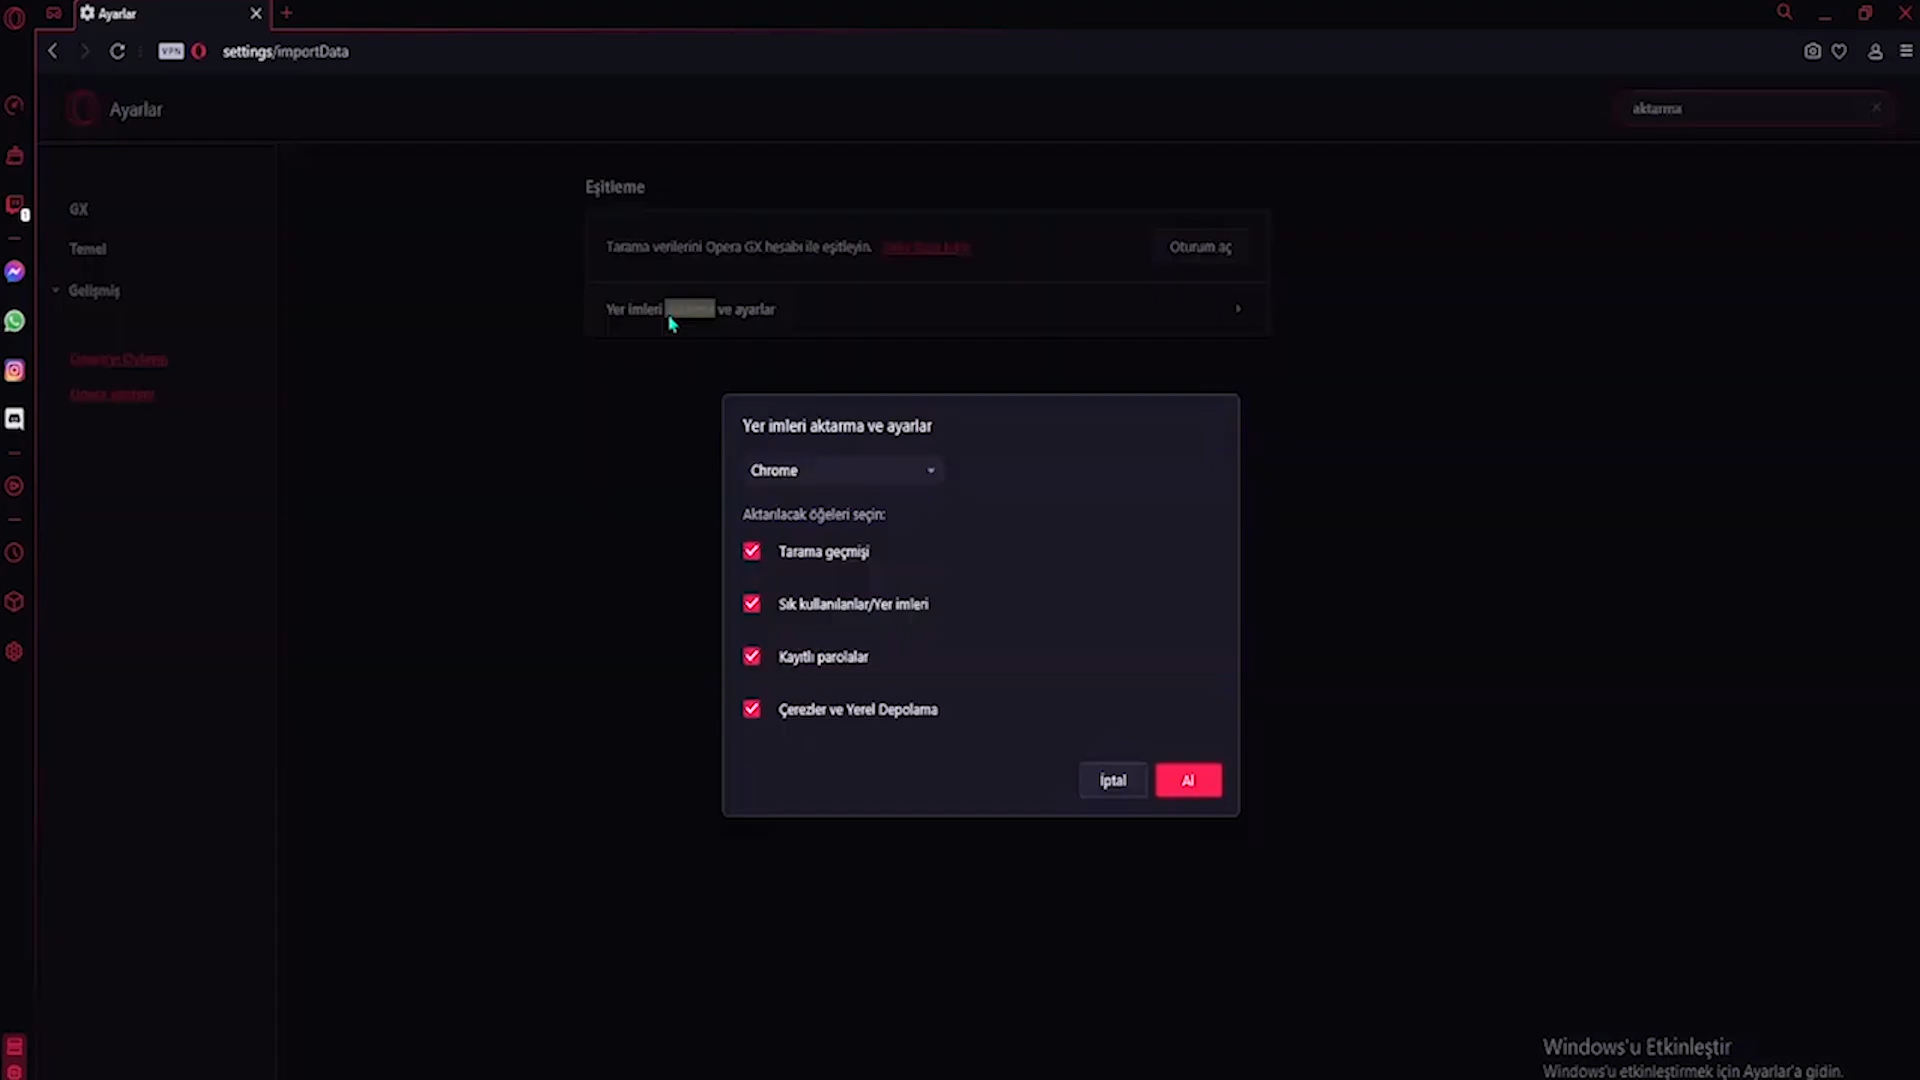 Ayarlar
VPN
settings/importData
Ayarlar
aktarma
GX
Temel
Gelişmiş
Eşitleme
Tarama verilerini Opera GX hesabı ile eşitleyin.
Oturum aç
Yer imleri ve ayarlar
1
Yer imleri aktarma ve ayarlar
Chrome
Aktarılacak öğeleri seçin:
Tarama geçmişi
Sık kullanılanlar/Yer imleri
Kayıtlı parolalar
Çerezler ve Yerel Depolama
İptal
Al
Windows'u Etkinleştir
Windows'u etkinleştirmek için Ayarlar'a gidin.